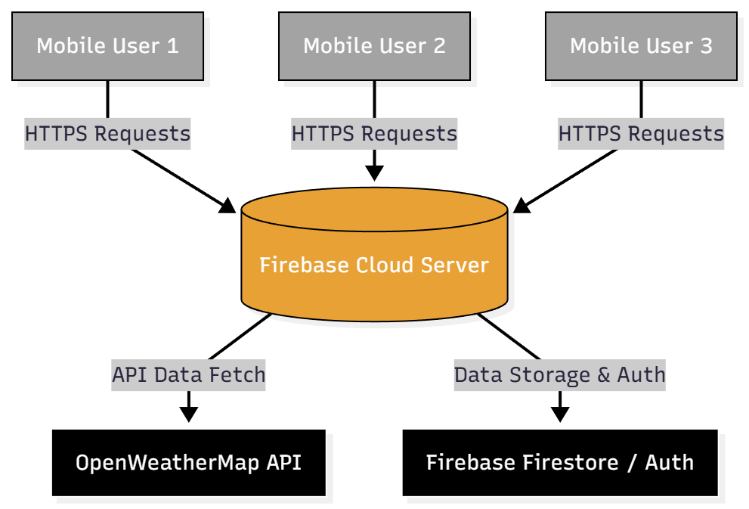 Mobile User 1
Mobile User 2
Mobile User 3
HTTPS Requests
HTTPS Requests
HTTPS Requests
Firebase Cloud Server
API Data Fetch
Data Storage & Auth
OpenWeatherMap API
Firebase Firestore / Auth